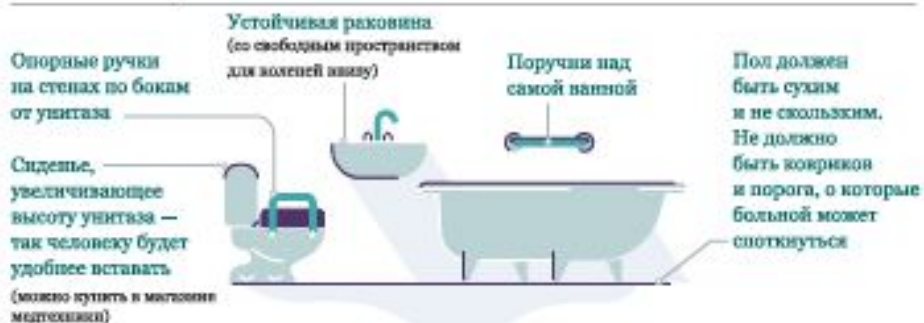 Опорные ручки
на стенах по бокам
от унитаза
Сиденье,
увеличивающее
высоту унитаза —
так человеку будет
удобнее вставать
(можно купить в магазине
медтехники)
Устойчивая раковина
(со свободным пространством
для коленей внизу)
Поручни над
самой ванной
Пол должен
быть сухим
и не скользким.
Не должно
быть ковриков
и порога, о которые
больной может
споткнуться